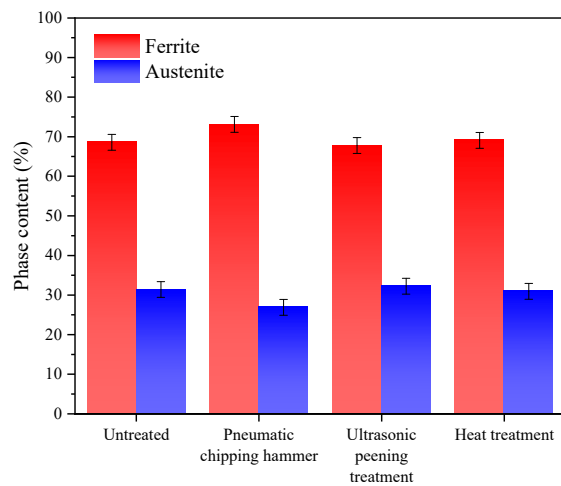 100
90
80
70
60
50
40
30
20
10
0
Phase content (%)
Ferrite
Austenite
Untreated
Pneumatic
chipping hammer
Ultrasonic
peening
treatment
Heat treatment